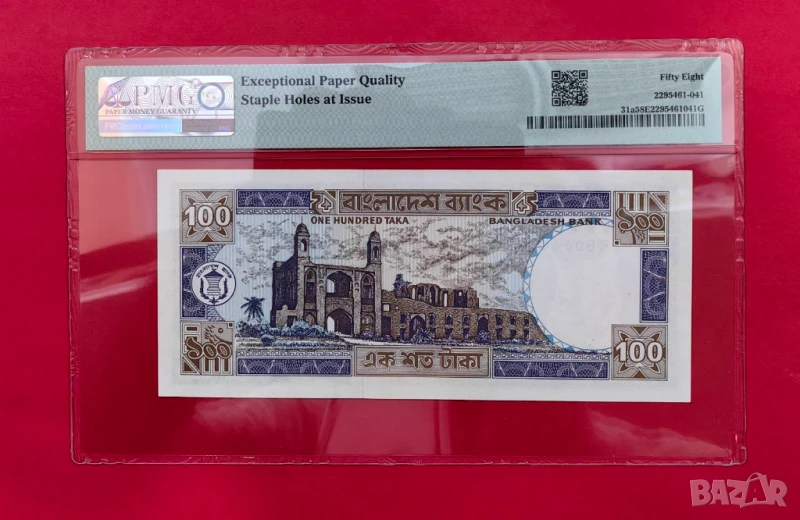 PMG
PAPER MONEY GUARANTY
Exceptional Paper Quality
Staple Holes at Issue
Fifty Eight
2295461-041
31a58E2295461041G
100
বাংলাদেশ ব্যাংক
১০০
ONE HUNDRED TAKA
BANGLADESH BANK
১০০
এক শত টাকা
100
BAZAR